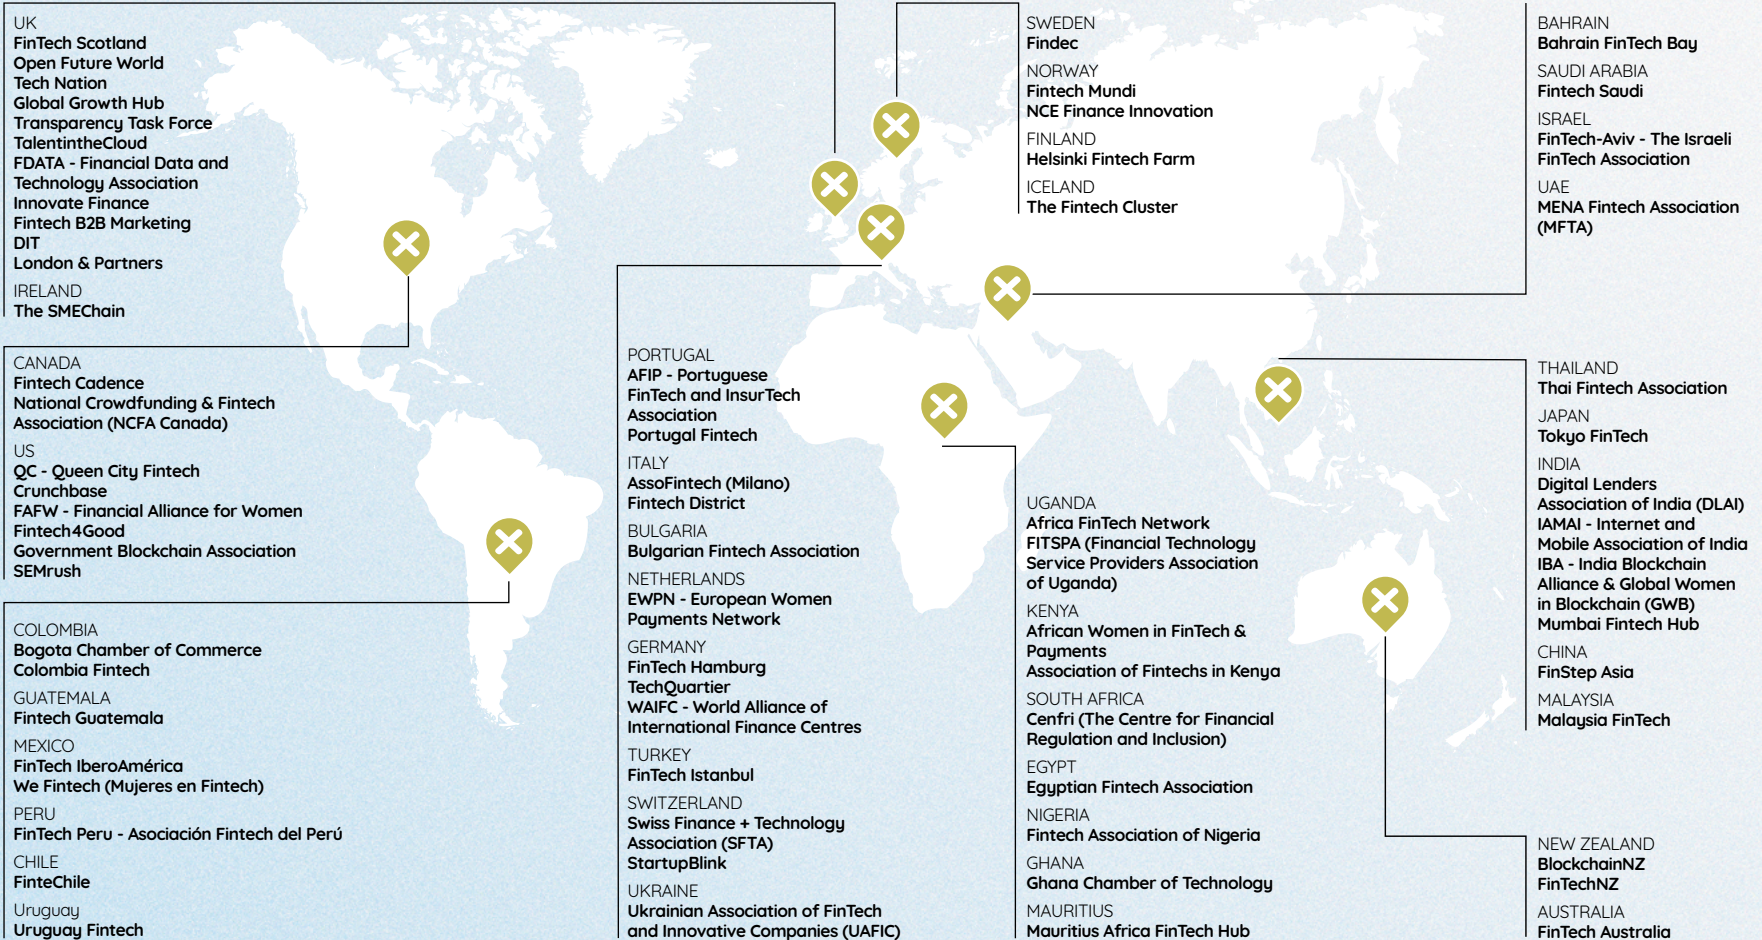 UK
FinTech Scotland
Open Future World
Tech Nation
Global Growth Hub
Transparency Task Force
TalentintheCloud
FDATA - Financial Data and
Technology Association
Innovate Finance
Fintech B2B Marketing
DIT
London & Partners
IRELAND
The SMEChain
CANADA
Fintech Cadence
National Crowdfunding & Fintech
Association (NCFA Canada)
US
QC - Queen City Fintech
Crunchbase
FAFW - Financial Alliance for Women
Fintech4Good
Government Blockchain Association
SEMrush
COLOMBIA
Bogota Chamber of Commerce
Colombia Fintech
GUATEMALA
Fintech Guatemala
MEXICO
FinTech IberoAmérica
We Fintech (Mujeres en Fintech)
PERU
FinTech Peru - Asociación Fintech del Perú
CHILE
FinteChile
Uruguay
Uruguay Fintech
PORTUGAL
AFIP - Portuguese
FinTech and InsurTech
Association
Portugal Fintech
ITALY
AssoFintech (Milano)
Fintech District
BULGARIA
Bulgarian Fintech Association
NETHERLANDS
EWPN - European Women
Payments Network
GERMANY
FinTech Hamburg
TechQuartier
WAIFC - World Alliance of
International Finance Centres
TURKEY
FinTech Istanbul
SWITZERLAND
Swiss Finance + Technology
Association (SFTA)
StartupBlink
UKRAINE
Ukrainian Association of FinTech
and Innovative Companies (UAFIC)
SWEDEN
Findec
NORWAY
Fintech Mundi
NCE Finance Innovation
FINLAND
Helsinki Fintech Farm
ICELAND
The Fintech Cluster
UGANDA
Africa FinTech Network
FITSPA (Financial Technology
Service Providers Association
of Uganda)
KENYA
African Women in FinTech &
Payments
Association of Fintechs in Kenya
SOUTH AFRICA
Cenfri (The Centre for Financial
Regulation and Inclusion)
EGYPT
Egyptian Fintech Association
NIGERIA
Fintech Association of Nigeria
GHANA
Ghana Chamber of Technology
MAURITIUS
Mauritius Africa FinTech Hub
BAHRAIN
Bahrain FinTech Bay
SAUDI ARABIA
Fintech Saudi
ISRAEL
FinTech-Aviv - The Israeli
FinTech Association
UAE
MENA Fintech Association
(MFTA)
THAILAND
Thai Fintech Association
JAPAN
Tokyo FinTech
INDIA
Digital Lenders
Association of India (DLAI)
IAMAI - Internet and
Mobile Association of India
IBA - India Blockchain
Alliance & Global Women
in Blockchain (GWB)
Mumbai Fintech Hub
CHINA
FinStep Asia
MALAYSIA
Malaysia FinTech
NEW ZEALAND
BlockchainNZ
FinTechNZ
AUSTRALIA
FinTech Australia